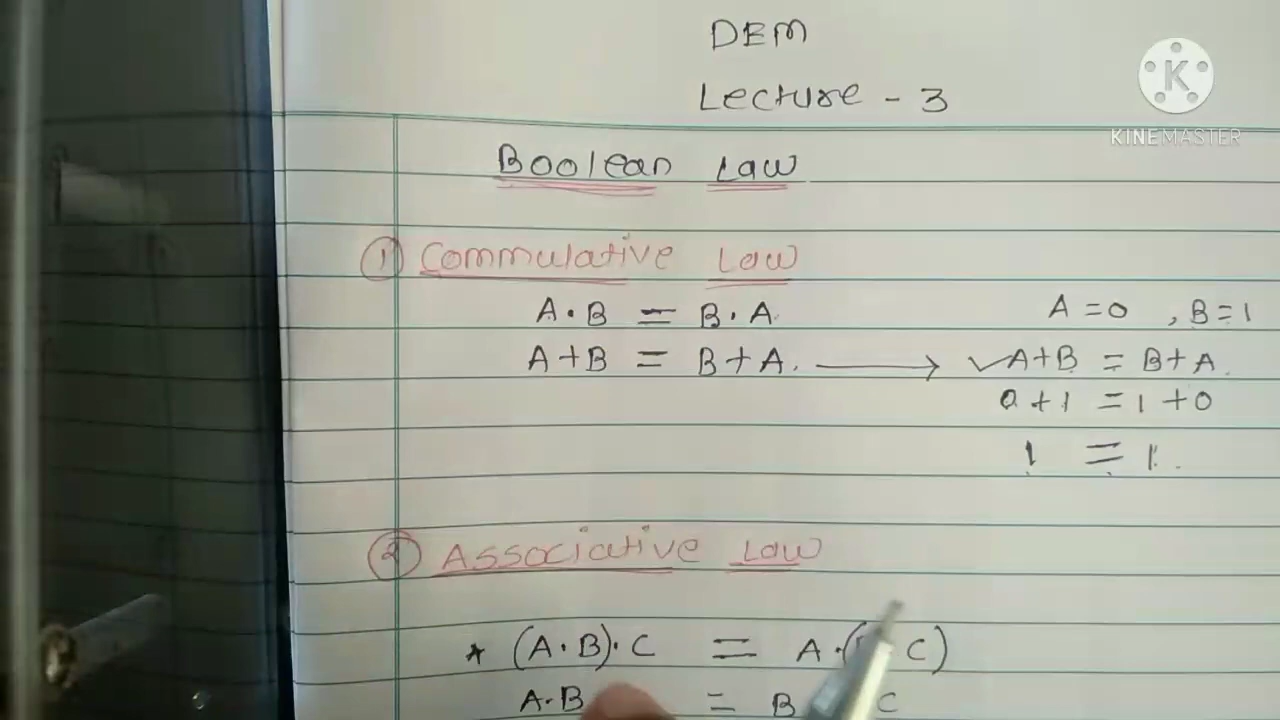 DEM
Lecture - 3
K
KINEMASTER
Boolean Law
1 Commulative Law
A·B = B·A
A = 0 , B = 1
A+B = B+A. → ✓A+B = B+A
0+1 = 1+0
1 = 1
2 Associative Law
* (A·B)·C = A·( C)
A·B = B C